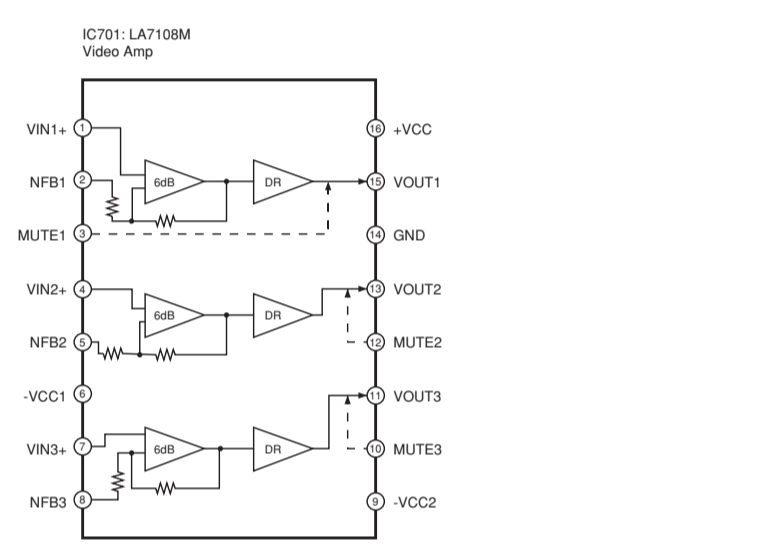 IC701: LA7108M
Video Amp
VIN1+ 1 16 +VCC
NFB1 2 6dB DR 15 VOUT1
MUTE1 3 14 GND
VIN2+ 4 13 VOUT2
6dB DR
NFB2 5 12 MUTE2
-VCC1 6 11 VOUT3
VIN3+ 7 6dB DR 10 MUTE3
NFB3 8 9 -VCC2